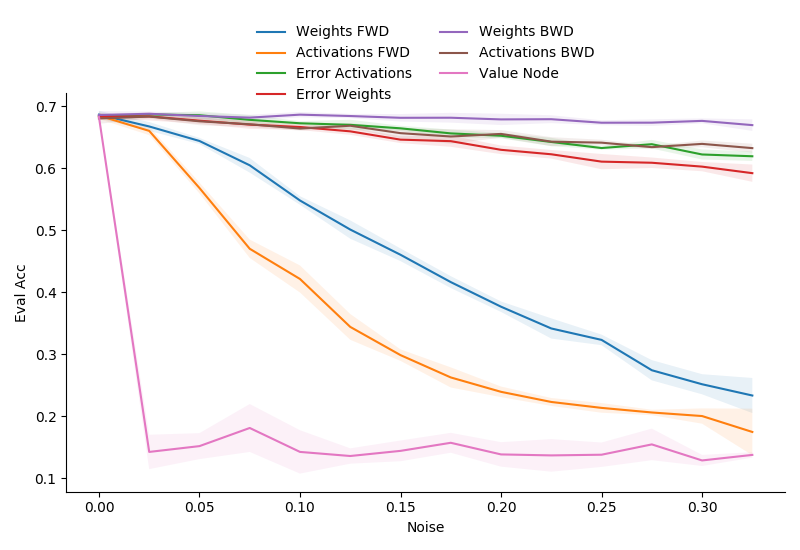 Weights FWD
Activations FWD
Error Activations
Error Weights
Weights BWD
Activations BWD
Value Node
Eval Acc
0.7
0.6
0.5
0.4
0.3
0.2
0.1
0.00 0.05 0.10 0.15 0.20 0.25 0.30
Noise